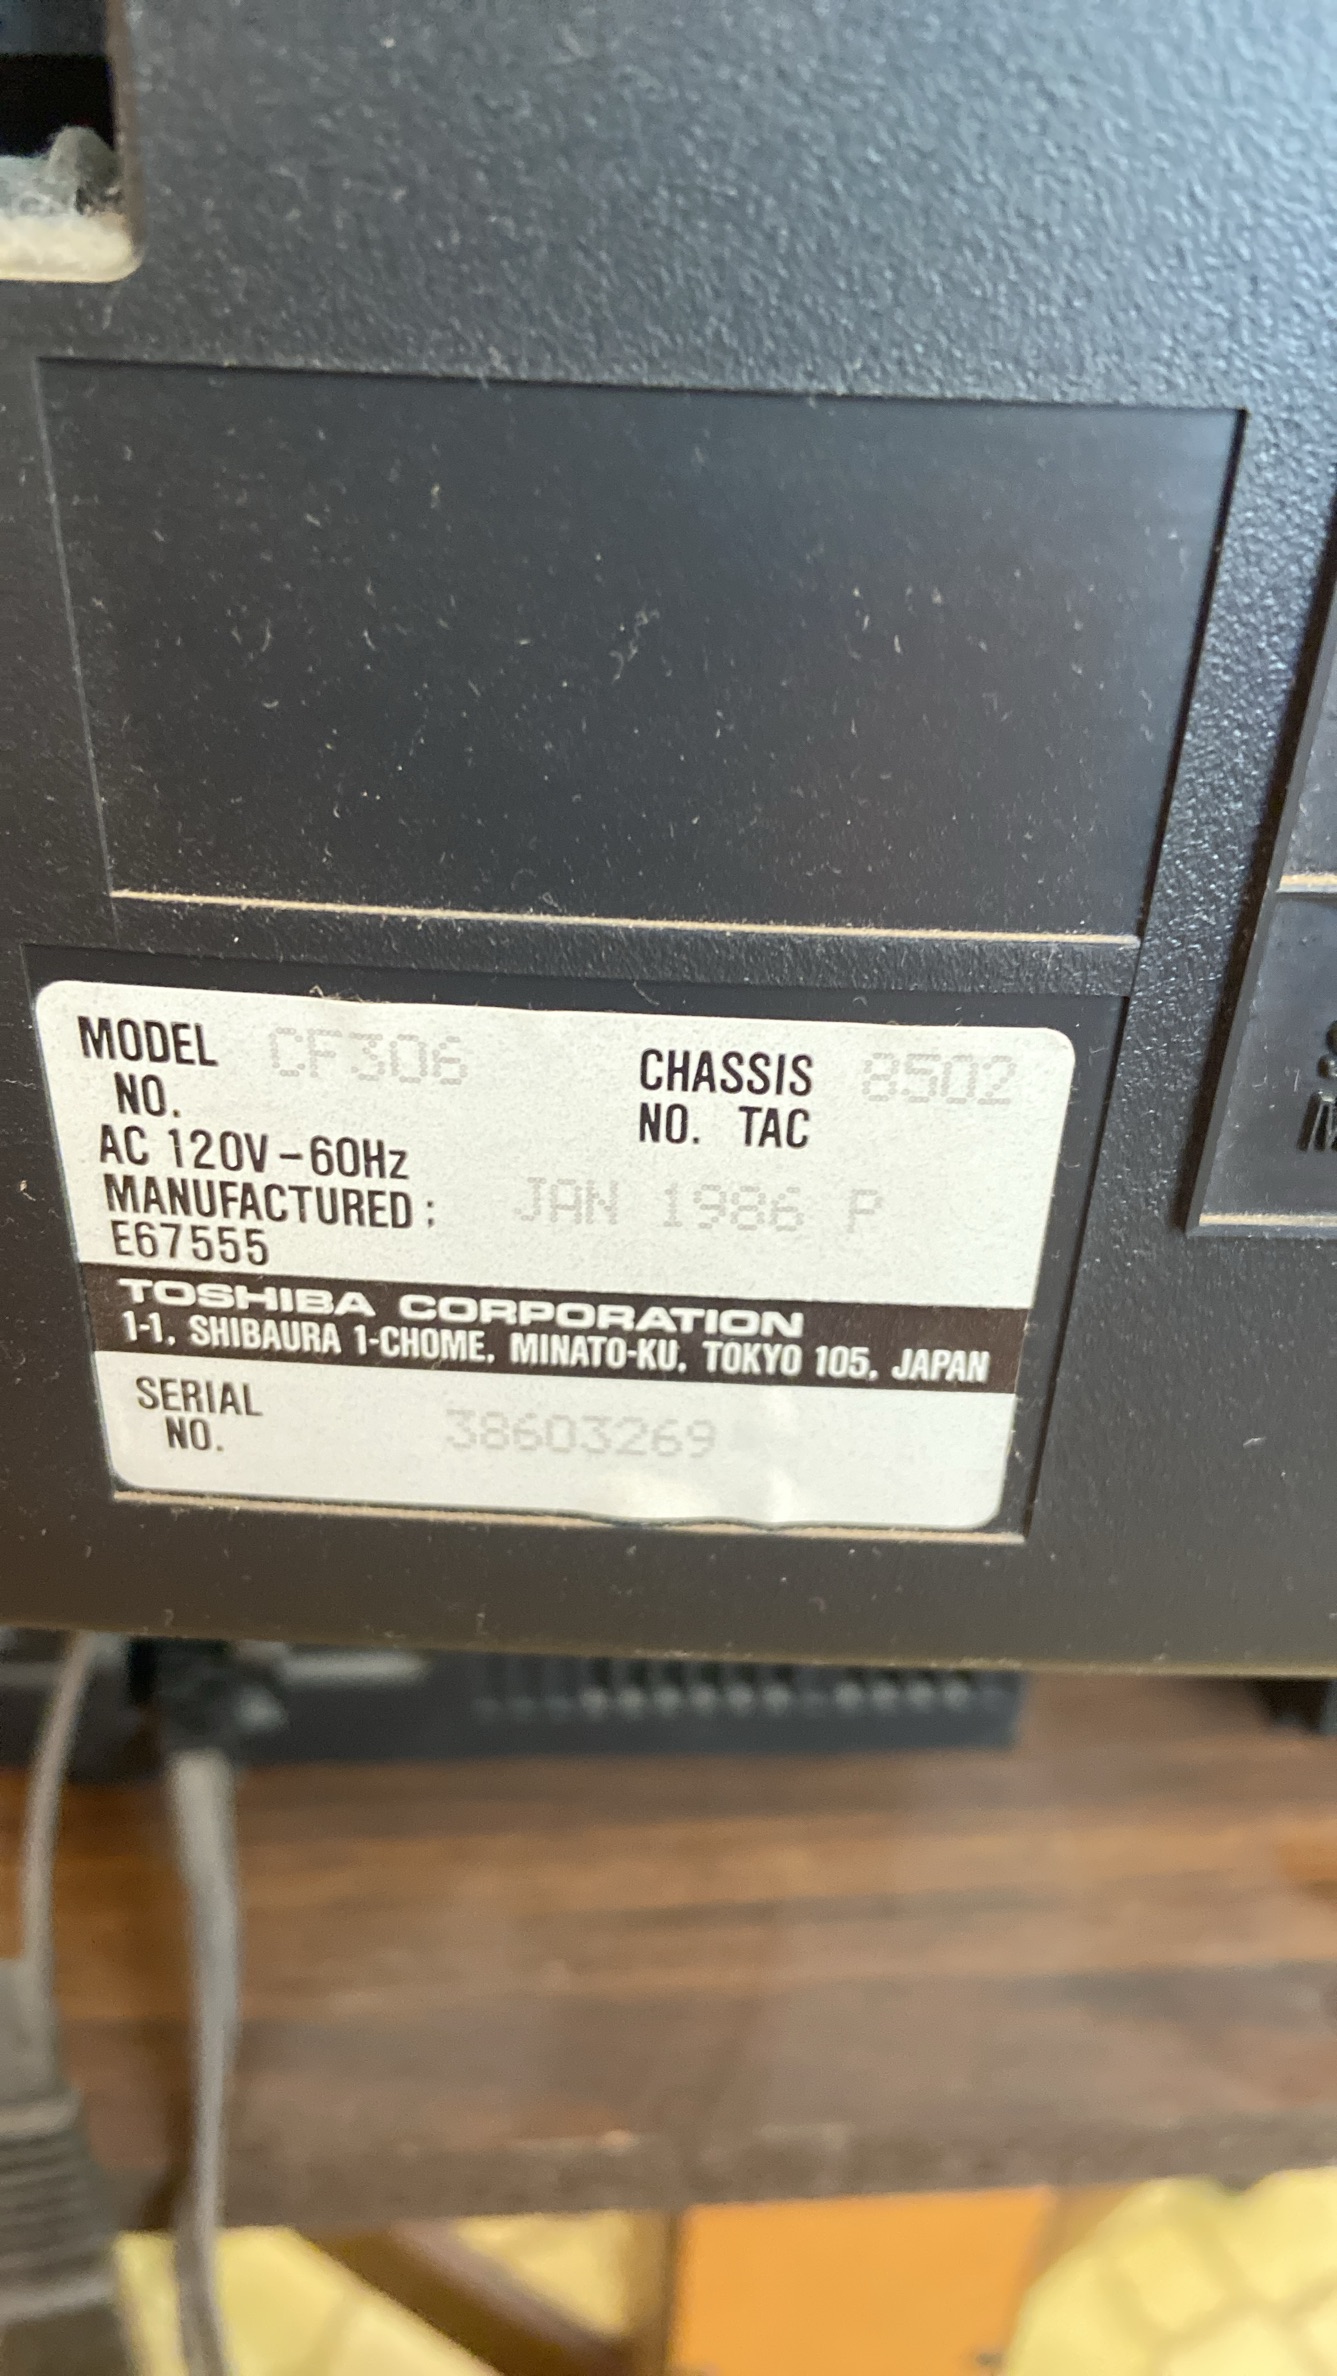 MODEL CF306 CHASSIS 8502
NO. NO. TAC
AC 120V-60Hz
MANUFACTURED: JAN 1986 P
E67555
TOSHIBA CORPORATION
1-1, SHIBAURA 1-CHOME, MINATO-KU, TOKYO 105, JAPAN
SERIAL
NO. 38603269